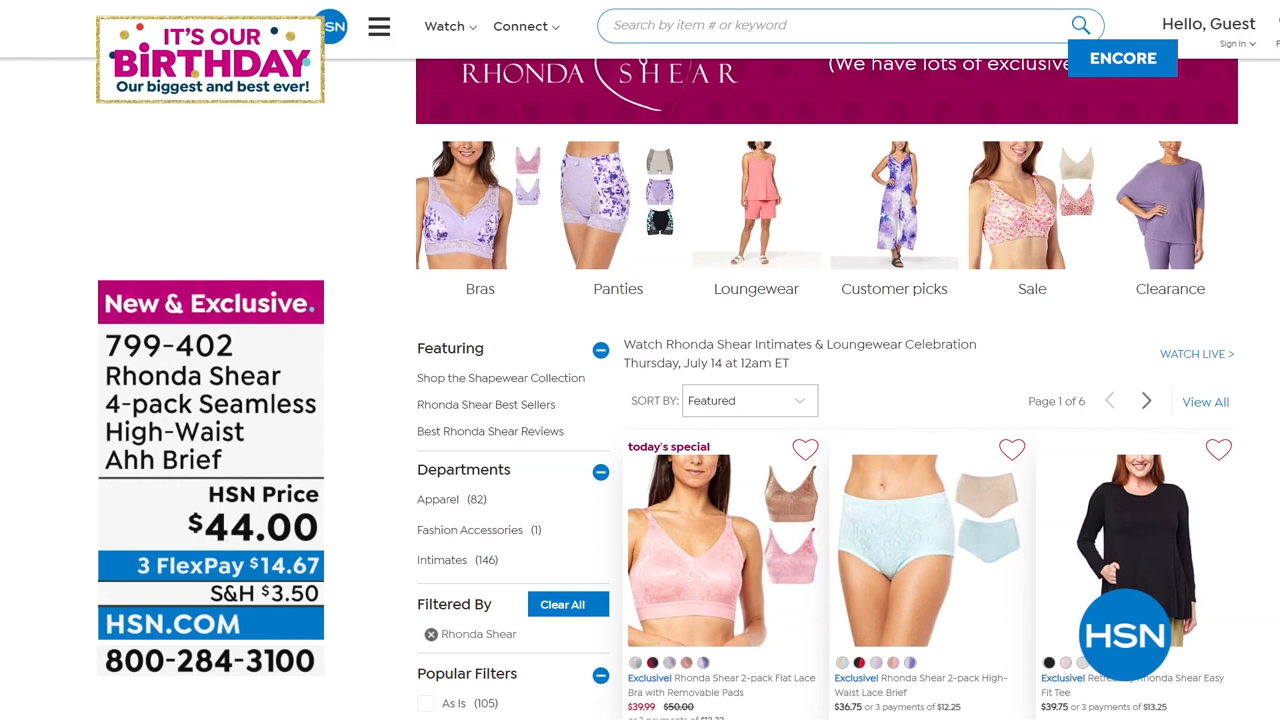 IT'S OUR
BiRTHDAY
Our biggest and best ever!
SN
Watch
Connect
Search by item # or keyword
Hello, Guest
Sign In
ENCORE
RHONDA SHEAR
(We have lots of exclusive
Bras
Panties
Loungewear
Customer picks
Sale
Clearance
New & Exclusive.
799-402
Rhonda Shear
4-pack Seamless
High-Waist
Ahh Brief
HSN Price
$44.00
3 FlexPay $14.67
S&H $3.50
HSN.COM
800-284-3100
Featuring
Shop the Shapewear Collection
Rhonda Shear Best Sellers
Best Rhonda Shear Reviews
Departments
Apparel (82)
Fashion Accessories (1)
Intimates (146)
Filtered By
Clear All
Rhonda Shear
Popular Filters
As Is (105)
Watch Rhonda Shear Intimates & Loungewear Celebration
Thursday, July 14 at 12am ET
WATCH LIVE >
SORT BY: Featured
Page 1 of 6
View All
today's special
Exclusive! Rhonda Shear 2-pack Flat Lace
Bra with Removable Pads
$39.99 $50.00
or 3 payments of $13.33
Exclusive! Rhonda Shear 2-pack High-
Waist Lace Brief
$36.75 or 3 payments of $12.25
HSN
Exclusive! Rhonda Shear Easy
Fit Tee
$39.75 or 3 payments of $13.25